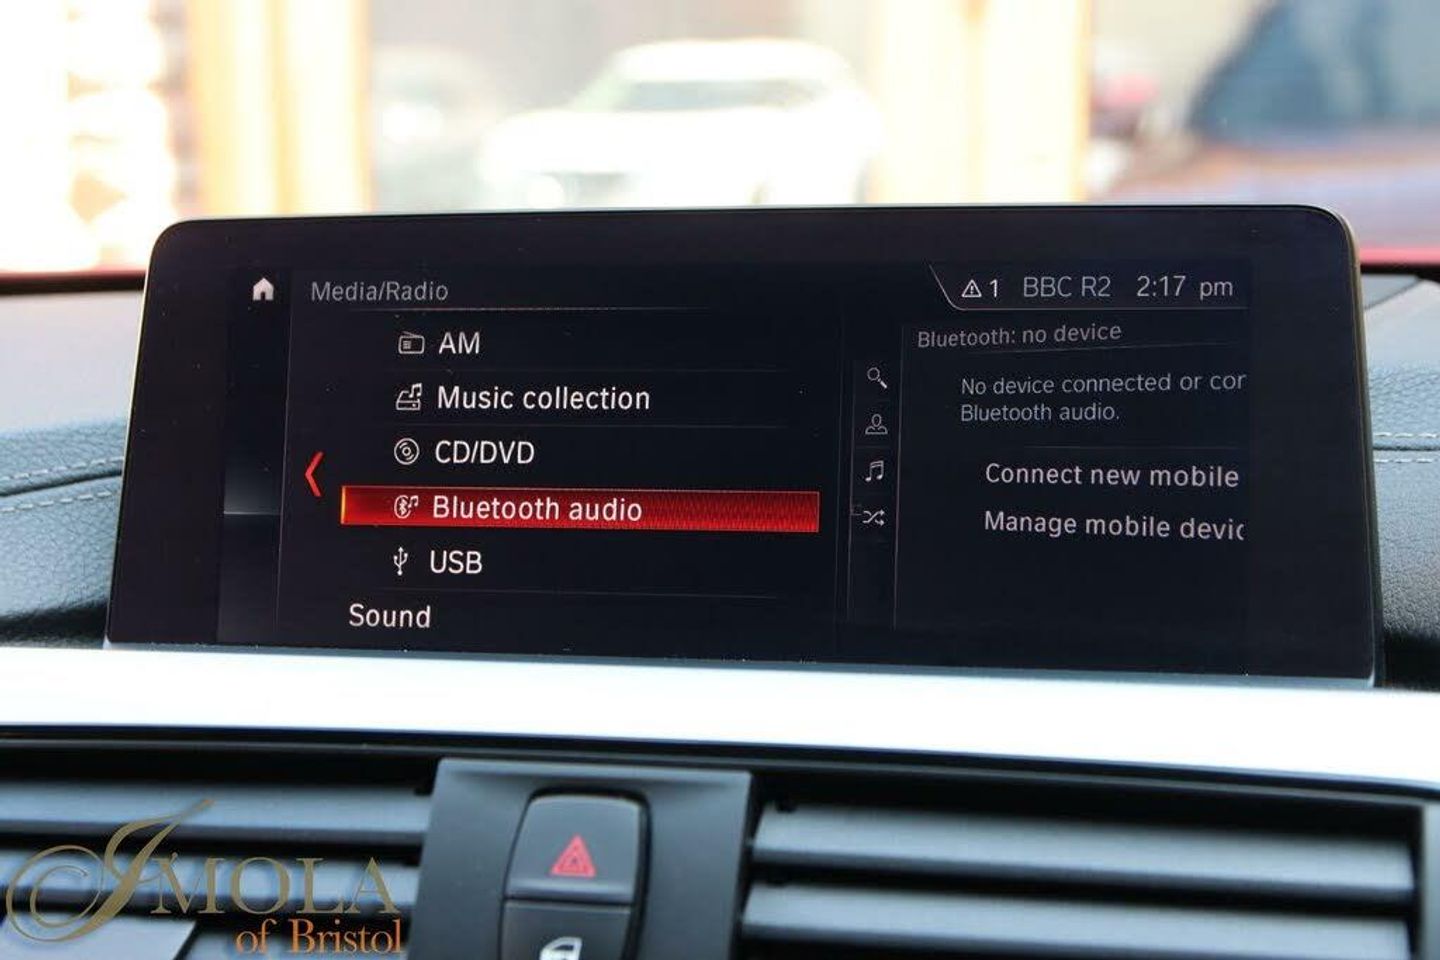 Media/Radio
1 BBC R2 2:17 pm
AM
Music collection
CD/DVD
Bluetooth audio
USB
Sound
Bluetooth: no device
No device connected or cor
Bluetooth audio.
Connect new mobile
Manage mobile devic
IMOLA
of Bristol